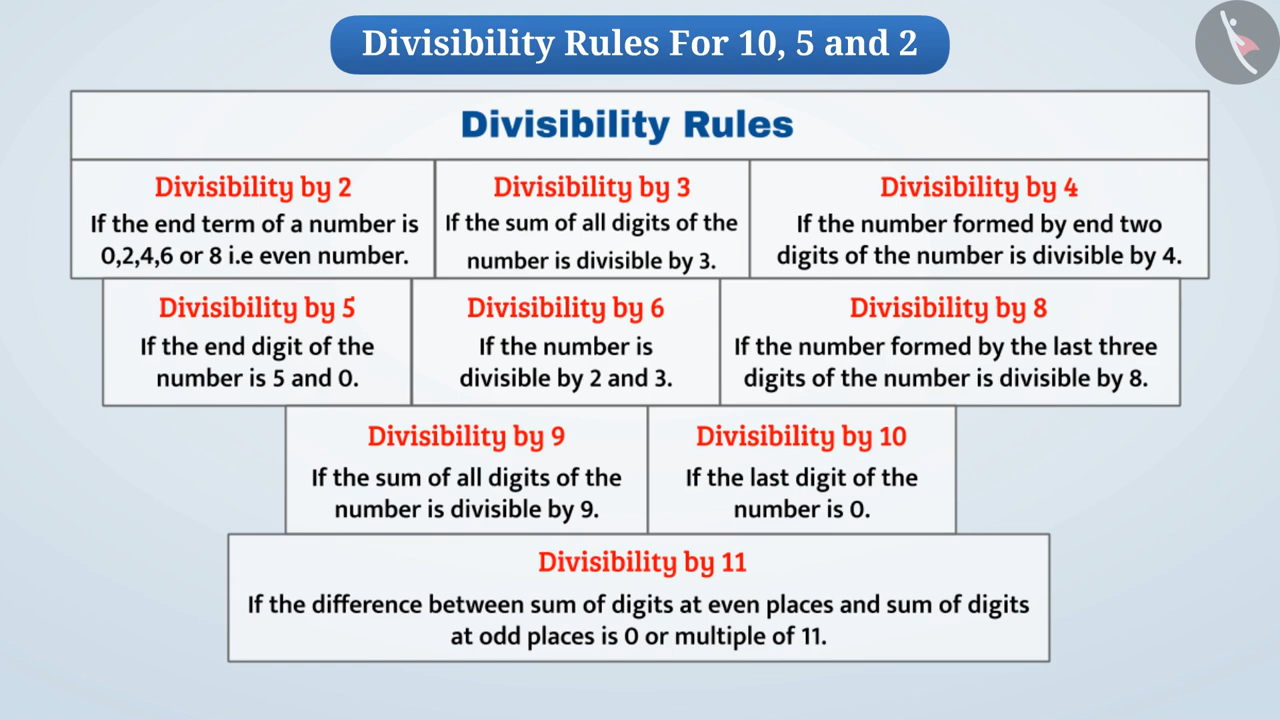 Divisibility Rules For 10, 5 and 2
Divisibility Rules
Divisibility by 2
If the end term of a number is
0,2,4,6 or 8 i.e even number.
Divisibility by 3
If the sum of all digits of the
number is divisible by 3.
Divisibility by 4
If the number formed by end two
digits of the number is divisible by 4.
Divisibility by 5
If the end digit of the
number is 5 and 0.
Divisibility by 6
If the number is
divisible by 2 and 3.
Divisibility by 8
If the number formed by the last three
digits of the number is divisible by 8.
Divisibility by 9
If the sum of all digits of the
number is divisible by 9.
Divisibility by 10
If the last digit of the
number is 0.
Divisibility by 11
If the difference between sum of digits at even places and sum of digits
at odd places is 0 or multiple of 11.